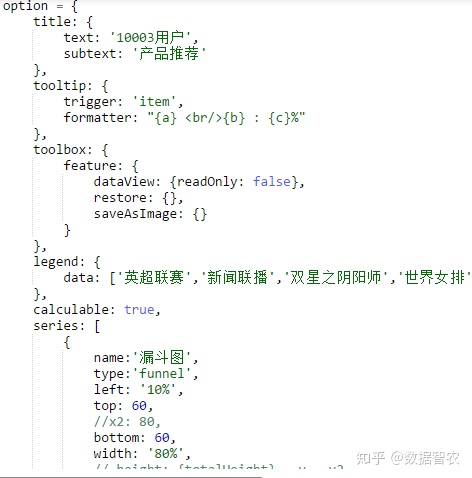 option = {
    title: {
        text: '10003用户',
        subtext: '产品推荐'
    },
    tooltip: {
        trigger: 'item',
        formatter: "{a} <br/>{b} : {c}%"
    },
    toolbox: {
        feature: {
            dataView: {readOnly: false},
            restore: {},
            saveAsImage: {}
        }
    },
    legend: {
        data: ['英超联赛','新闻联播','双星之阴阳师','世界女排'
    },
    calculable: true,
    series: [
        {
            name:'漏斗图',
            type:'funnel',
            left: '10%',
            top: 60,
            //x2: 80,
            bottom: 60,
            width: '80%',
            // height: {totalHeight} - y - y2
知乎 @数据智农